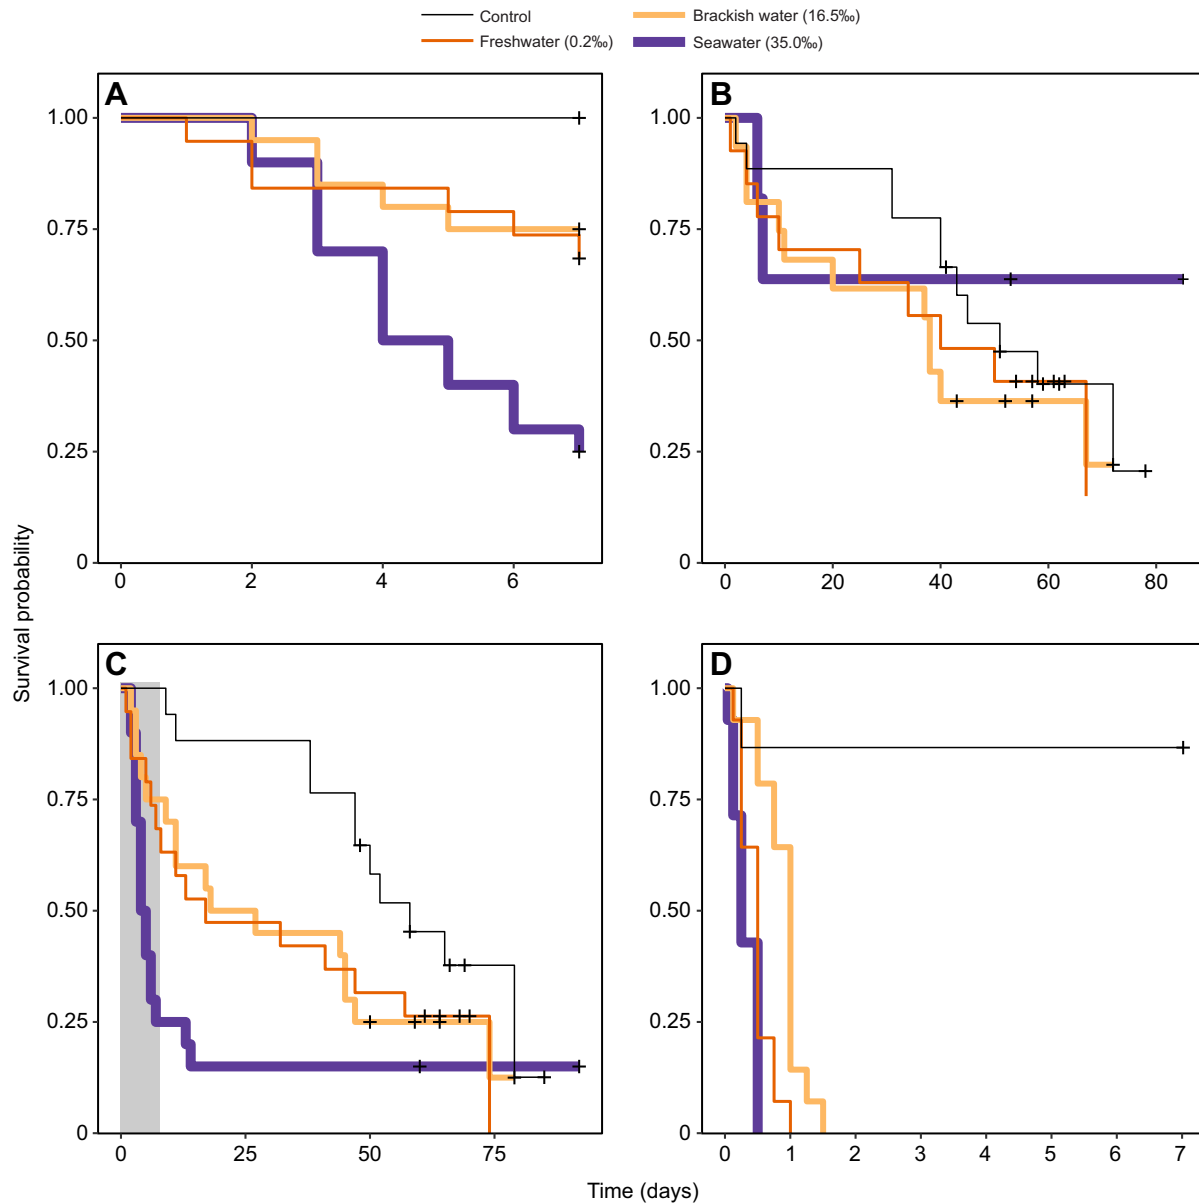 Control
Brackish water (16.5‰)
Freshwater (0.2‰)
Seawater (35.0‰)
A
1.00
0.75
0.50
0.25
0
0 2 4 6
B
1.00
0.75
0.50
0.25
0
0 20 40 60 80
Survival probability
C
1.00
0.75
0.50
0.25
0
0 25 50 75
D
1.00
0.75
0.50
0.25
0
0 1 2 3 4 5 6 7
Time (days)